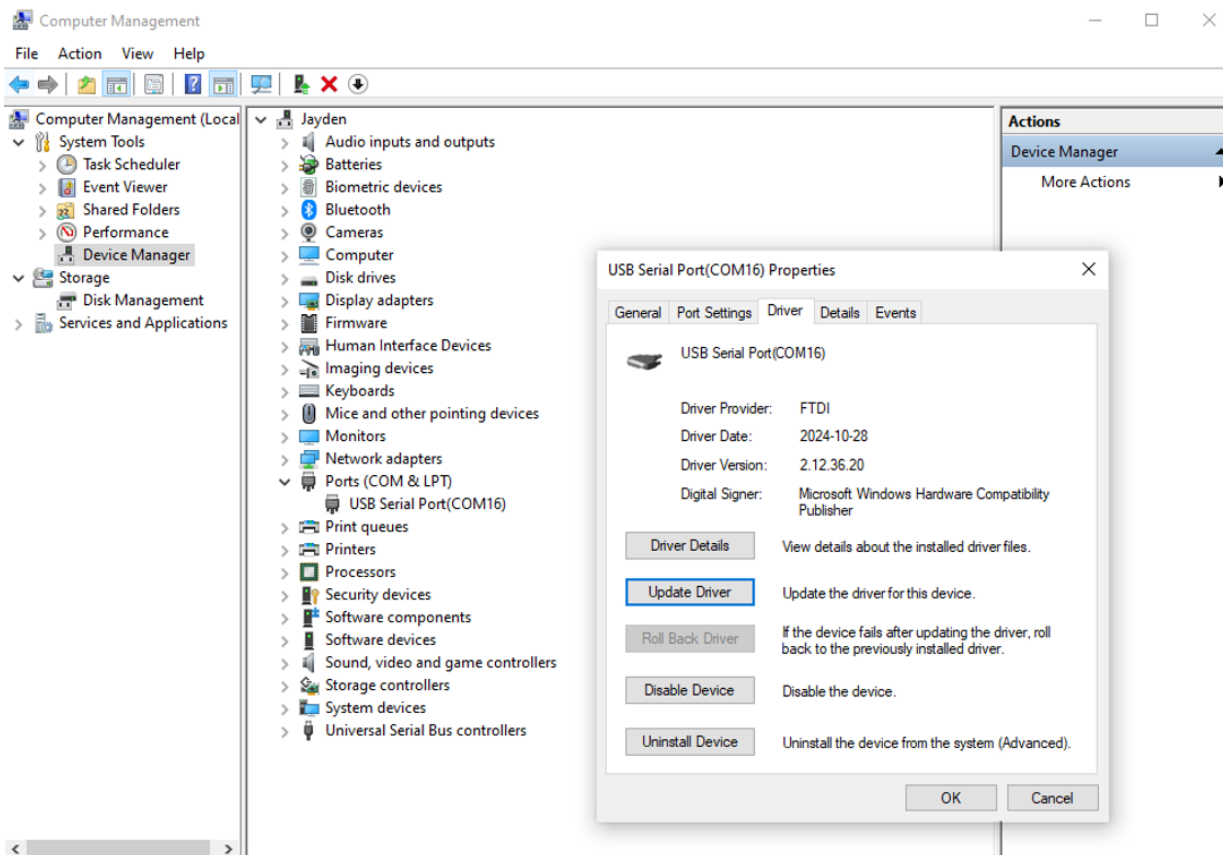 Computer Management
File Action View Help
Computer Management (Local
System Tools
Task Scheduler
Event Viewer
Shared Folders
Performance
Device Manager
Storage
Disk Management
Services and Applications
Jayden
Audio inputs and outputs
Batteries
Biometric devices
Bluetooth
Cameras
Computer
Disk drives
Display adapters
Firmware
Human Interface Devices
Imaging devices
Keyboards
Mice and other pointing devices
Monitors
Network adapters
Ports (COM & LPT)
USB Serial Port(COM16)
Print queues
Printers
Processors
Security devices
Software components
Software devices
Sound, video and game controllers
Storage controllers
System devices
Universal Serial Bus controllers
Actions
Device Manager
More Actions
USB Serial Port(COM16) Properties
General Port Settings Driver Details Events
USB Serial Port(COM16)
Driver Provider: FTDI
Driver Date: 2024-10-28
Driver Version: 2.12.36.20
Digital Signer: Microsoft Windows Hardware Compatibility
Publisher
Driver Details View details about the installed driver files.
Update Driver Update the driver for this device.
Roll Back Driver If the device fails after updating the driver, roll
back to the previously installed driver.
Disable Device Disable the device.
Uninstall Device Uninstall the device from the system (Advanced).
OK Cancel